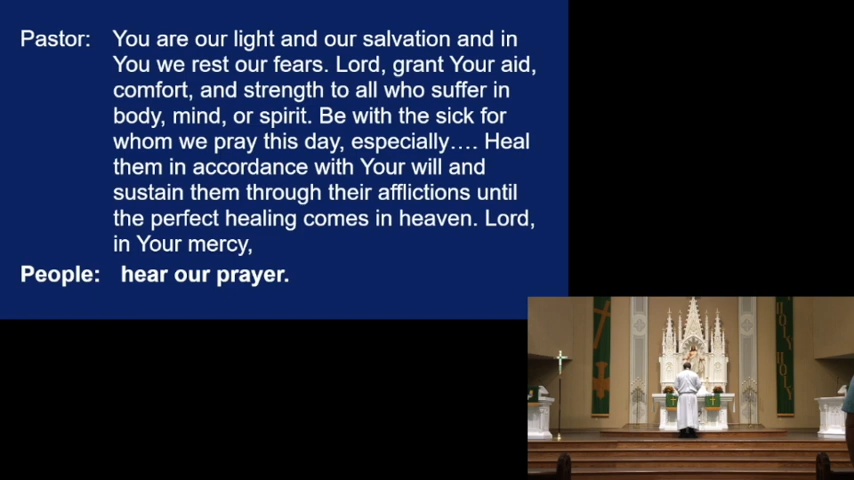 Pastor: You are our light and our salvation and in
You we rest our fears. Lord, grant Your aid,
comfort, and strength to all who suffer in
body, mind, or spirit. Be with the sick for
whom we pray this day, especially…. Heal
them in accordance with Your will and
sustain them through their afflictions until
the perfect healing comes in heaven. Lord,
in Your mercy,
People: hear our prayer.
HOLY
HOLY